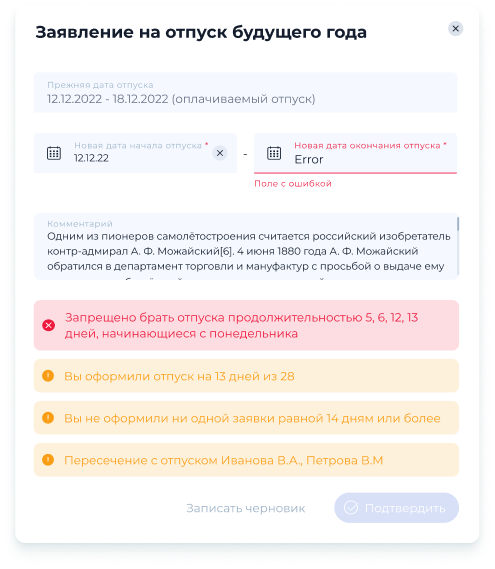 Заявление на отпуск будущего года
Прежняя дата отпуска
12.12.2022 - 18.12.2022 (оплачиваемый отпуск)
Новая дата начала отпуска *
12.12.22
-
Новая дата окончания отпуска *
Error
Поле с ошибкой
Комментарий
Одним из пионеров самолётостроения считается российский изобретатель
контр-адмирал А. Ф. Можайский[6]. 4 июня 1880 года А. Ф. Можайский
обратился в департамент торговли и мануфактур с просьбой о выдаче ему
Запрещено брать отпуска продолжительностью 5, 6, 12, 13
дней, начинающиеся с понедельника
Вы оформили отпуск на 13 дней из 28
Вы не оформили ни одной заявки равной 14 дням или более
Пересечение с отпуском Иванова В.А., Петрова В.М
Записать черновик
Подтвердить